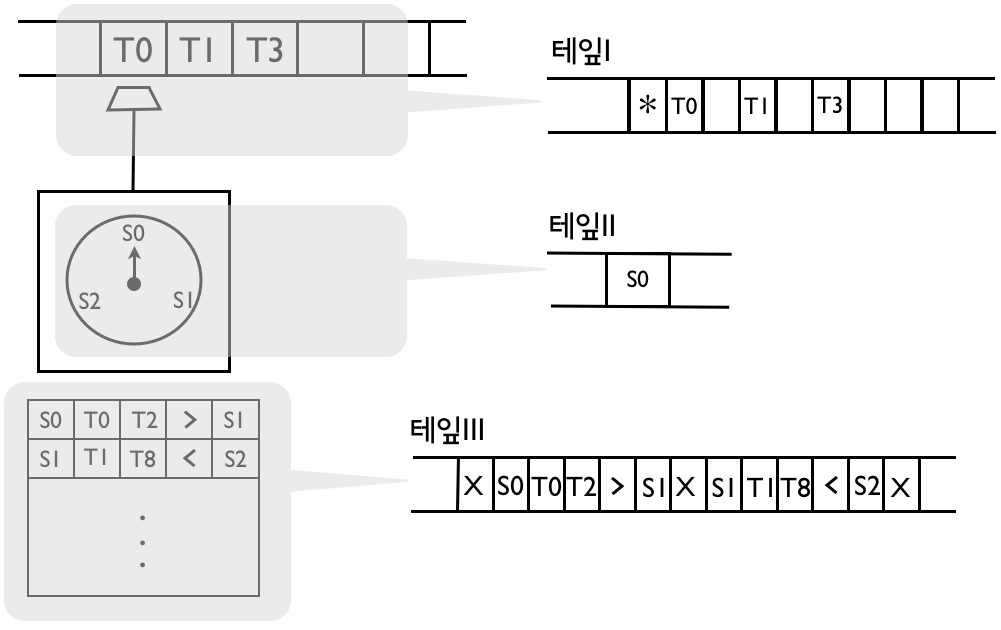 T0 T1 T3
테잎I
* T0 T1 T3
S0
S2 S1
테잎II
S0
S0 T0 T2 > S1
S1 T1 T8 < S2
테잎III
X S0 T0 T2 > S1 X S1 T1 T8 < S2 X